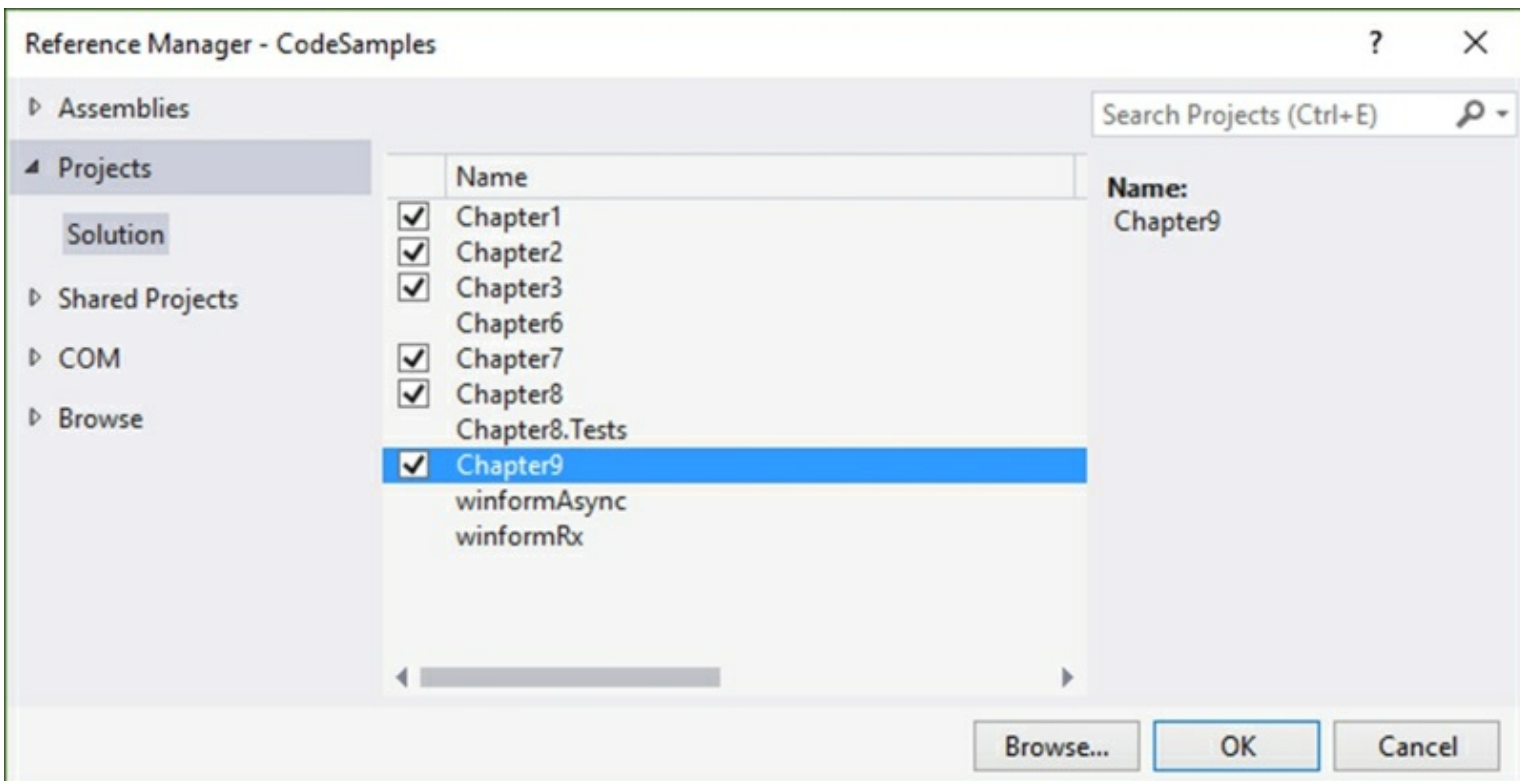 Reference Manager - CodeSamples
?
Assemblies
Projects
Solution
Shared Projects
COM
Browse
Name
Chapter1
Chapter2
Chapter3
Chapter6
Chapter7
Chapter8
Chapter8.Tests
Chapter9
winformAsync
winformRx
Search Projects (Ctrl+E)
Name:
Chapter9
Browse...
OK
Cancel